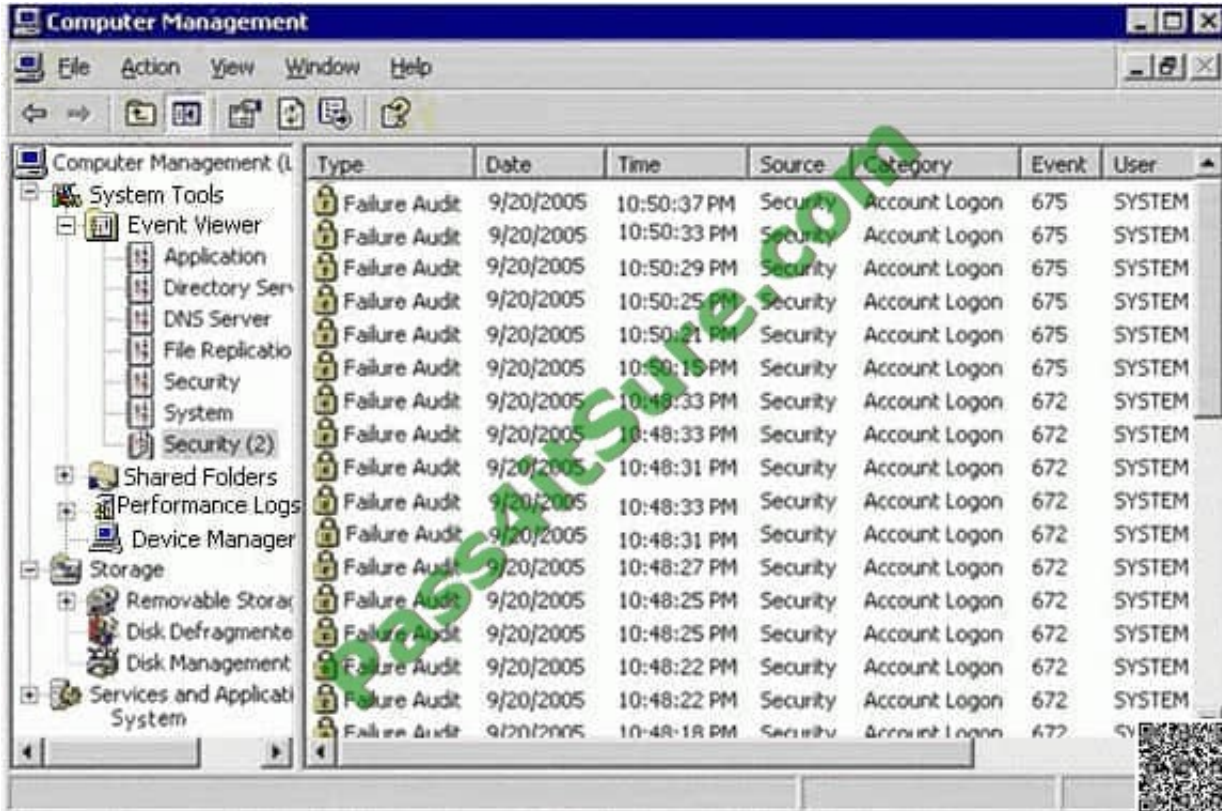 Computer Management
File Action View Window Help
Computer Management (L
System Tools
Event Viewer
Application
Directory Serv
DNS Server
File Replicatio
Security
System
Security (2)
Shared Folders
Performance Logs
Device Manager
Storage
Removable Storag
Disk Defragmente
Disk Management
Services and Applicati
System
Type Date Time Source Category Event User
Failure Audit 9/20/2005 10:50:37 PM Security Account Logon 675 SYSTEM
Failure Audit 9/20/2005 10:50:33 PM Security Account Logon 675 SYSTEM
Failure Audit 9/20/2005 10:50:29 PM Security Account Logon 675 SYSTEM
Failure Audit 9/20/2005 10:50:25 PM Security Account Logon 675 SYSTEM
Failure Audit 9/20/2005 10:50:21 PM Security Account Logon 675 SYSTEM
Failure Audit 9/20/2005 10:50:15 PM Security Account Logon 675 SYSTEM
Failure Audit 9/20/2005 10:48:33 PM Security Account Logon 672 SYSTEM
Failure Audit 9/20/2005 10:48:33 PM Security Account Logon 672 SYSTEM
Failure Audit 9/20/2005 10:48:31 PM Security Account Logon 672 SYSTEM
Failure Audit 9/20/2005 10:48:33 PM Security Account Logon 672 SYSTEM
Failure Audit 9/20/2005 10:48:31 PM Security Account Logon 672 SYSTEM
Failure Audit 9/20/2005 10:48:27 PM Security Account Logon 672 SYSTEM
Failure Audit 9/20/2005 10:48:25 PM Security Account Logon 672 SYSTEM
Failure Audit 9/20/2005 10:48:25 PM Security Account Logon 672 SYSTEM
Failure Audit 9/20/2005 10:48:22 PM Security Account Logon 672 SYSTEM
Failure Audit 9/20/2005 10:48:22 PM Security Account Logon 672 SYSTEM
Failure Audit 9/20/2005 10:48:18 PM Security Account Logon 672 SY
Pass4itSure.com